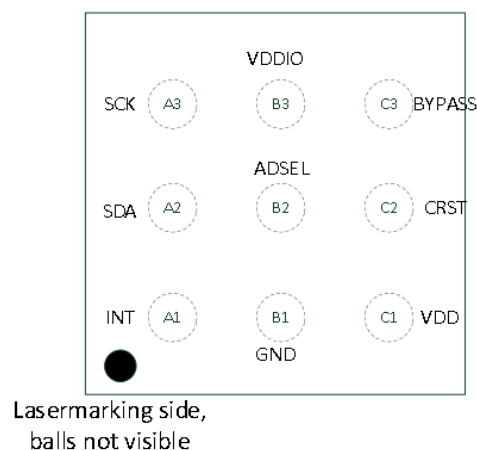 VDDIO
SCK A3 B3 C3 BYPASS
ADSEL
SDA A2 B2 C2 CRST
INT A1 B1 C1 VDD
GND
Lasermarking side,
balls not visible